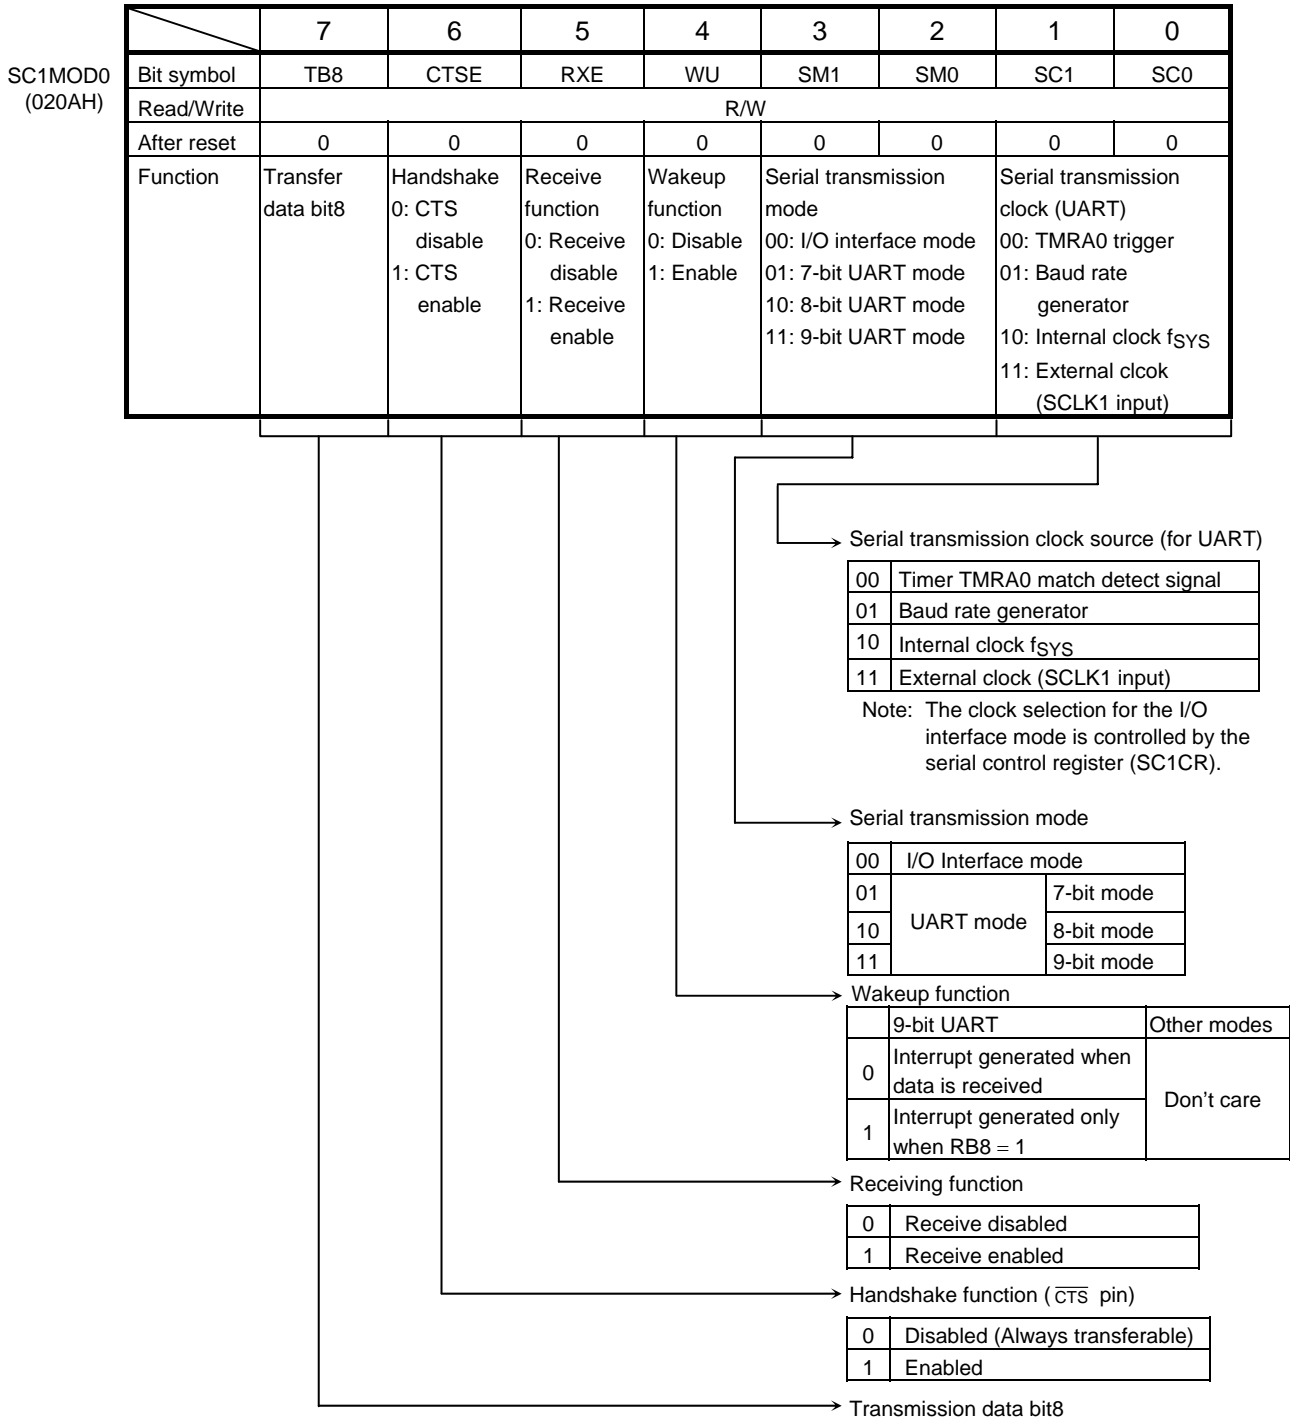 7 6 5 4 3 2 1 0
SC1MOD0 Bit symbol TB8 CTSE RXE WU SM1 SM0 SC1 SC0
(020AH) Read/Write R/W
After reset 0 0 0 0 0 0 0 0
Function Transfer Handshake Receive Wakeup Serial transmission Serial transmission
data bit8 0: CTS function function mode clock (UART)
disable 0: Receive 0: Disable 00: I/O interface mode 00: TMRA0 trigger
1: CTS disable 1: Enable 01: 7-bit UART mode 01: Baud rate
enable 1: Receive 10: 8-bit UART mode generator
enable 11: 9-bit UART mode 10: Internal clock fSYS
11: External clcok
(SCLK1 input)
Serial transmission clock source (for UART)
00 Timer TMRA0 match detect signal
01 Baud rate generator
10 Internal clock fSYS
11 External clock (SCLK1 input)
Note: The clock selection for the I/O
interface mode is controlled by the
serial control register (SC1CR).
Serial transmission mode
00 I/O Interface mode
01 7-bit mode
UART mode
10 8-bit mode
11 9-bit mode
Wakeup function
9-bit UART Other modes
0 Interrupt generated when
data is received
Don't care
1 Interrupt generated only
when RB8 = 1
Receiving function
0 Receive disabled
1 Receive enabled
Handshake function (CTS pin)
0 Disabled (Always transferable)
1 Enabled
Transmission data bit8